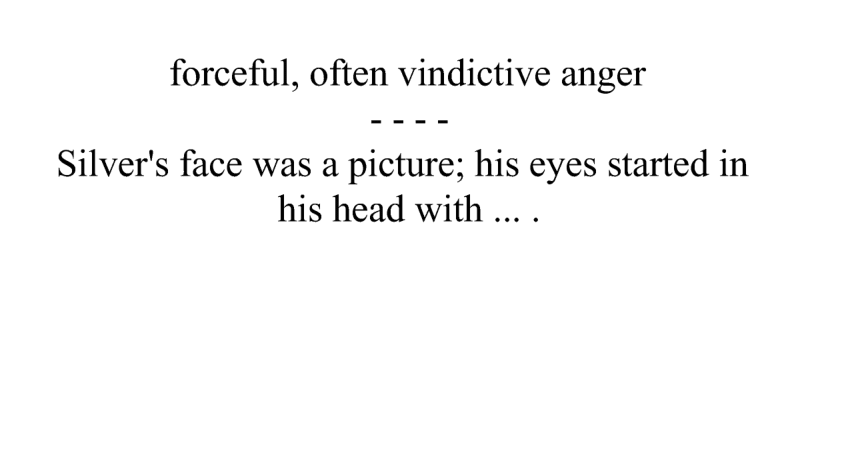 forceful, often vindictive anger
- - - -
Silver's face was a picture; his eyes started in
his head with ... .